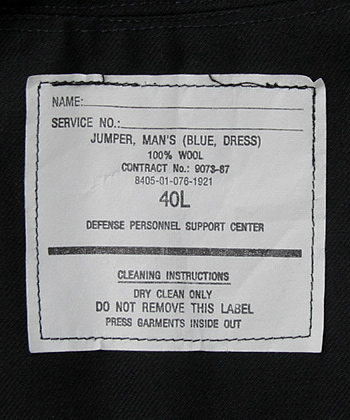 NAME:
SERVICE NO.:
JUMPER, MAN'S (BLUE, DRESS)
100% WOOL
CONTRACT No.: 9073-87
8405-01-076-1921
40L
DEFENSE PERSONNEL SUPPORT CENTER
CLEANING INSTRUCTIONS
DRY CLEAN ONLY
DO NOT REMOVE THIS LABEL
PRESS GARMENTS INSIDE OUT